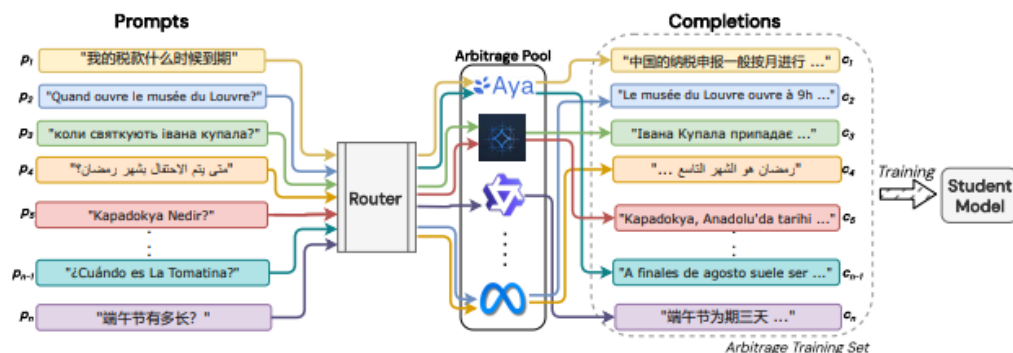 Prompts
Completions
p₁ "我的税款什么时候到期"
p₂ "Quand ouvre le musée du Louvre?"
p₃ "коли святкують івана купала?"
p₄ "متى يتم الاحتفال بشهر رمضان؟"
p₅ "Kapadokya Nedir?"
pₙ₋₁ "¿Cuándo es La Tomatina?"
pₙ "端午节有多长？"
Router
Arbitrage Pool
Aya
"中国的纳税申报一般按月进行 ..." c₁
"Le musée du Louvre ouvre à 9h ..." c₂
"Івана Купала припадає ..." c₃
"رمضان هو الشهر التاسع ..." c₄
"Kapadokya, Anadolu'da tarihi ..." c₅
"A finales de agosto suele ser ..." cₙ₋₁
"端午节为期三天 ..." cₙ
Arbitrage Training Set
Training
Student
Model